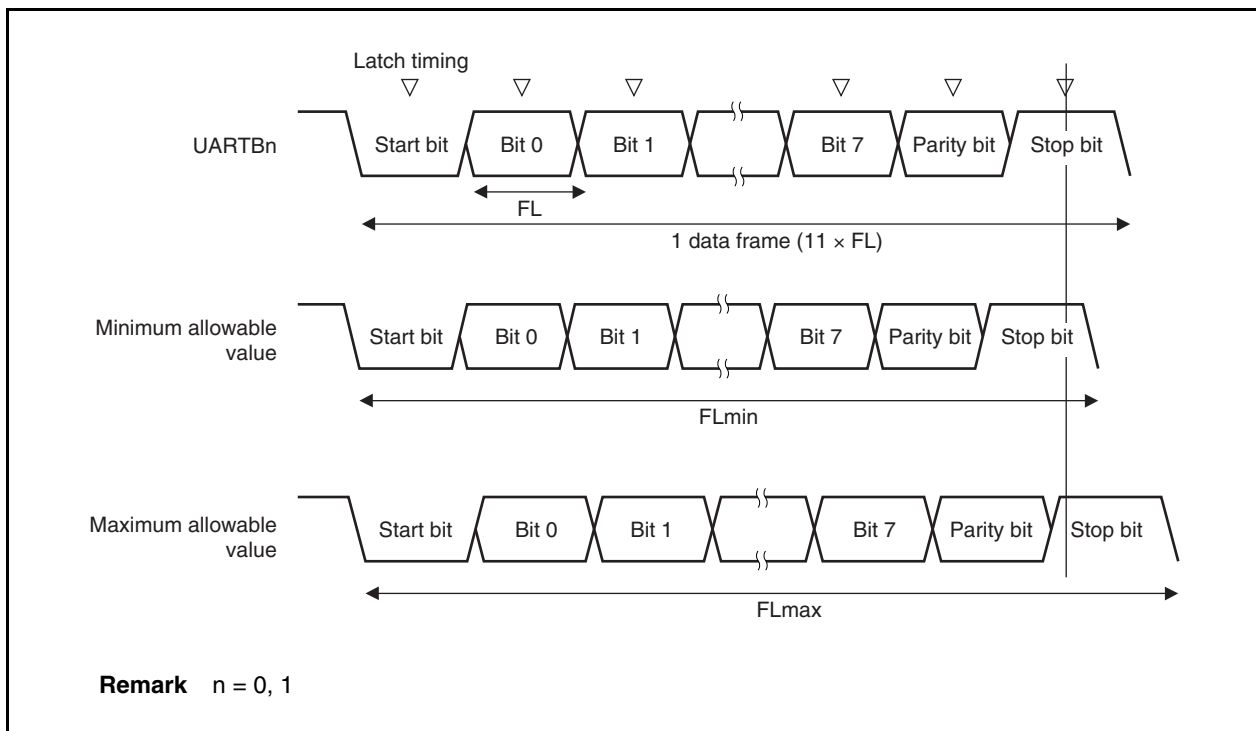 Latch timing
UARTBn
Start bit
Bit 0
Bit 1
Bit 7
Parity bit
Stop bit
FL
1 data frame (11 × FL)
Minimum allowable
value
Start bit
Bit 0
Bit 1
Bit 7
Parity bit
Stop bit
FLmin
Maximum allowable
value
Start bit
Bit 0
Bit 1
Bit 7
Parity bit
Stop bit
FLmax
Remark n = 0, 1